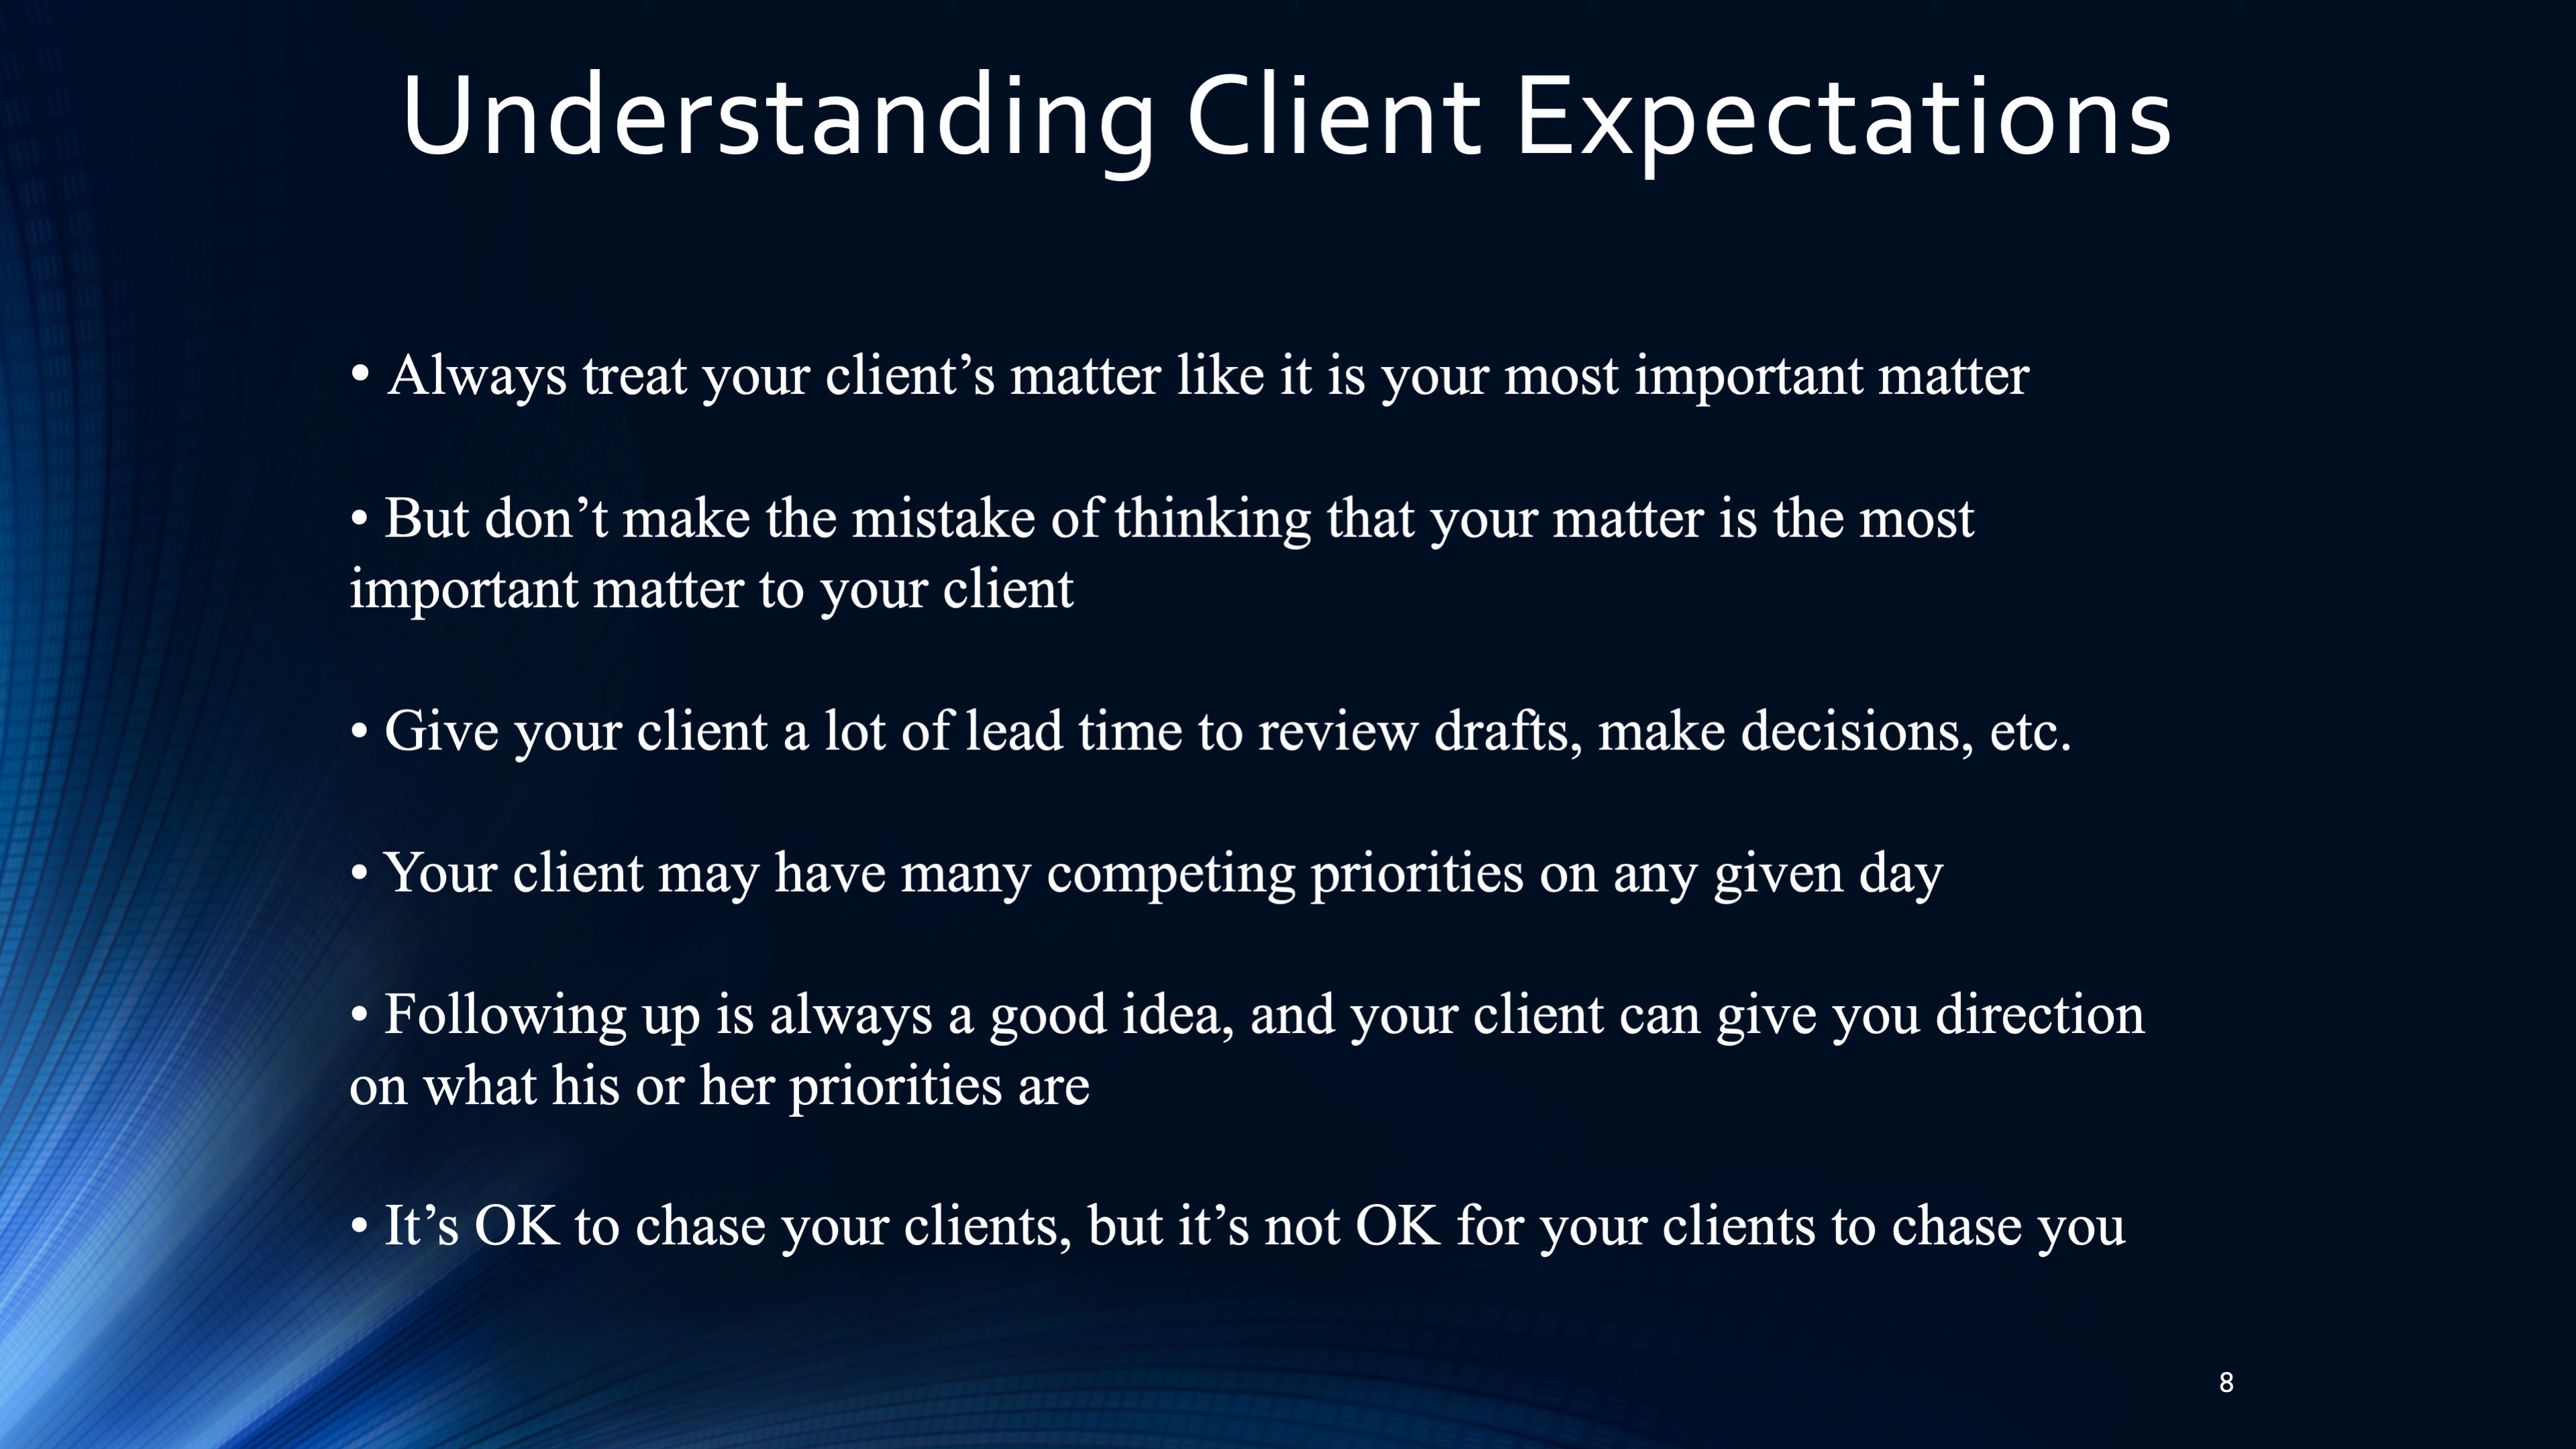 Understanding Client Expectations
• Always treat your client’s matter like it is your most important matter
• But don’t make the mistake of thinking that your matter is the most
important matter to your client
• Give your client a lot of lead time to review drafts, make decisions, etc.
• Your client may have many competing priorities on any given day
• Following up is always a good idea, and your client can give you direction
on what his or her priorities are
• It’s OK to chase your clients, but it’s not OK for your clients to chase you
8